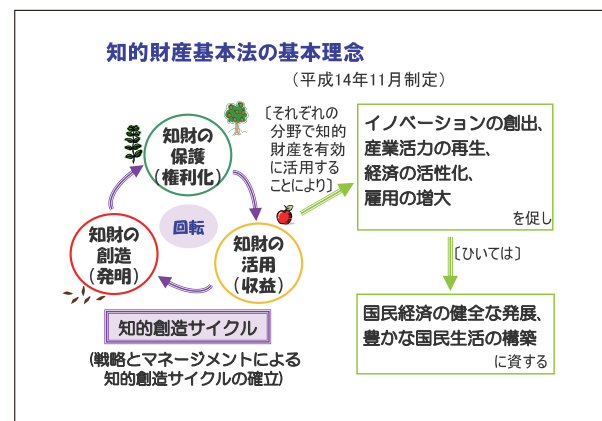 知的財産基本法の基本理念
（平成14年11月制定）
知財の
保護
(権利化)
〔それぞれの
分野で知的
財産を有効
に活用する
ことにより〕
イノベーションの創出、
産業活力の再生、
経済の活性化、
雇用の増大
を促し
回転
知財の
創造
(発明)
知財の
活用
(収益)
〔ひいては〕
知的創造サイクル
(戦略とマネージメントによる
知的創造サイクルの確立)
国民経済の健全な発展、
豊かな国民生活の構築
に資する